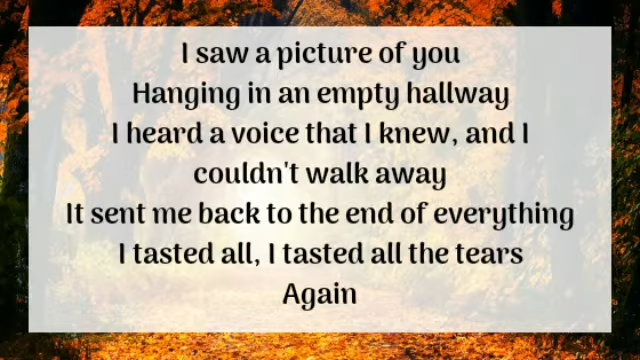 I saw a picture of you
Hanging in an empty hallway
I heard a voice that I knew, and I
couldn't walk away
It sent me back to the end of everything
I tasted all, I tasted all the tears
Again